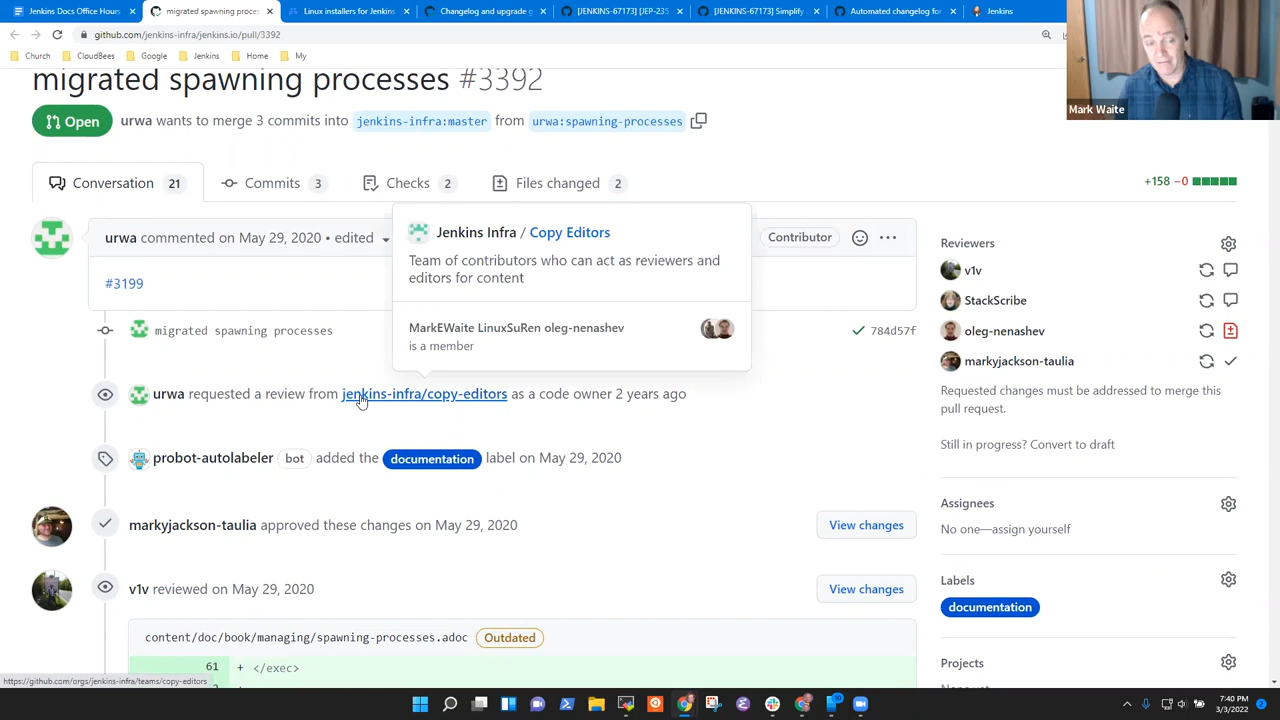 Jenkins Docs Office Hours
migrated spawning proces
Linux installers for Jenkins
Changelog and upgrade g
[JENKINS-67173] [JEP-235
[JENKINS-67173] Simplify
Automated changelog for
Jenkins
github.com/jenkins-infra/jenkins.io/pull/3392
Church
CloudBees
Google
Jenkins
Home
My
Mark Waite
migrated spawning processes #3392
Open
urwa wants to merge 3 commits into jenkins-infra:master from urwa:spawning-processes
Conversation 21
Commits 3
Checks 2
Files changed 2
+158 −0
urwa commented on May 29, 2020 • edited
Contributor
#3199
Jenkins Infra / Copy Editors
Team of contributors who can act as reviewers and
editors for content
MarkEWaite LinuxSuRen oleg-nenashev
is a member
migrated spawning processes
784d57f
urwa requested a review from jenkins-infra/copy-editors as a code owner 2 years ago
probot-autolabeler bot added the documentation label on May 29, 2020
markyjackson-taulia approved these changes on May 29, 2020
View changes
v1v reviewed on May 29, 2020
View changes
content/doc/book/managing/spawning-processes.adoc Outdated
61 + </exec>
Reviewers
v1v
StackScribe
oleg-nenashev
markyjackson-taulia
Requested changes must be addressed to merge this
pull request.
Still in progress? Convert to draft
Assignees
No one—assign yourself
Labels
documentation
Projects
https://github.com/orgs/jenkins-infra/teams/copy-editors
7:40 PM
3/3/2022